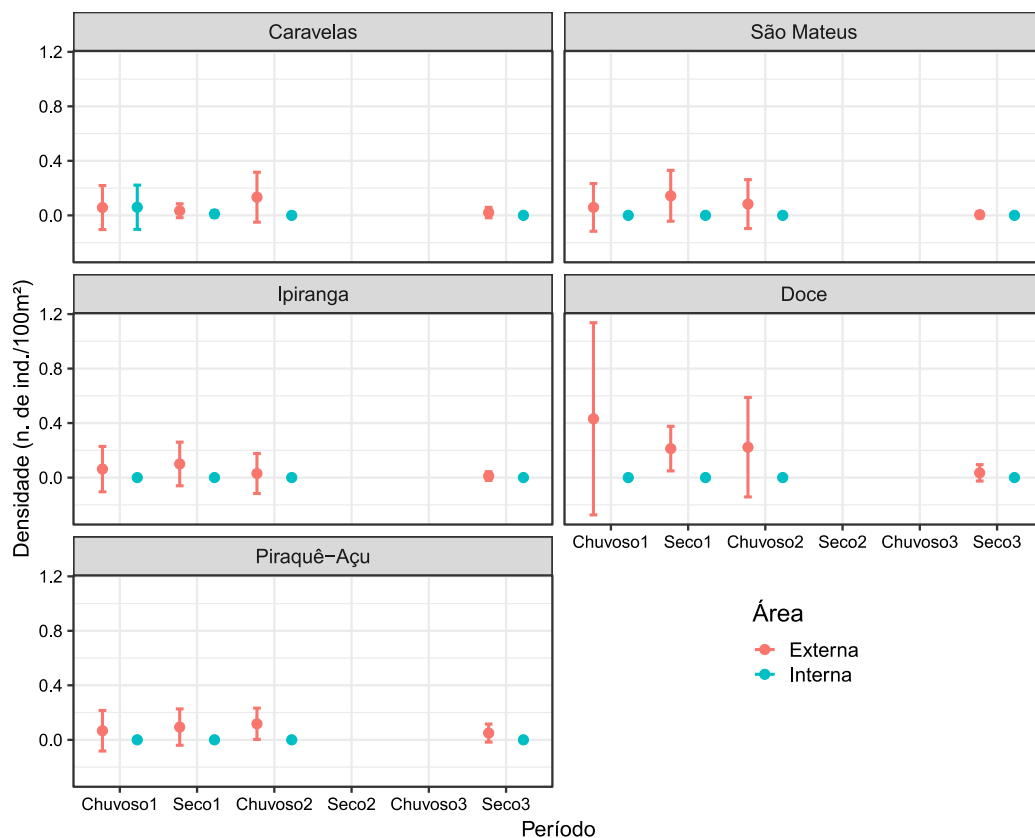 Caravelas
São Mateus
1.2
0.8
0.4
0.0
Ipiranga
Doce
1.2
0.8
0.4
0.0
Densidade (n. de ind./100m²)
Chuvoso1 Seco1 Chuvoso2 Seco2 Chuvoso3 Seco3
Piraquê−Açu
1.2
0.8
0.4
0.0
Área
Externa
Interna
Chuvoso1 Seco1 Chuvoso2 Seco2 Chuvoso3 Seco3
Período